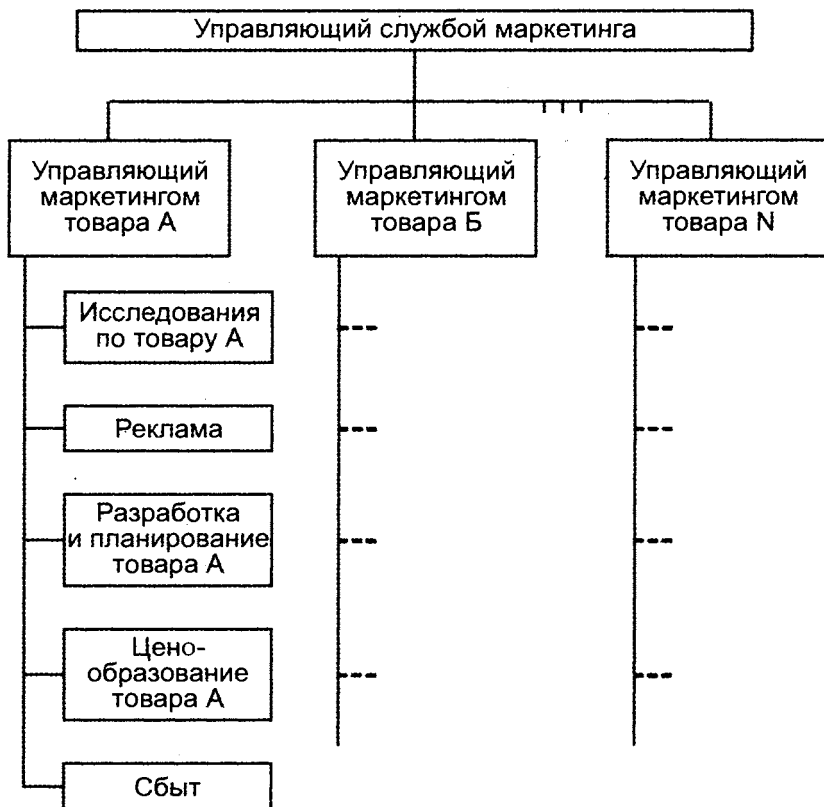 Управляющий службой маркетинга
Управляющий
маркетингом
товара А
Управляющий
маркетингом
товара Б
Управляющий
маркетингом
товара N
Исследования
по товару А
Реклама
Разработка
и планирование
товара А
Цено-
образование
товара А
Сбыт